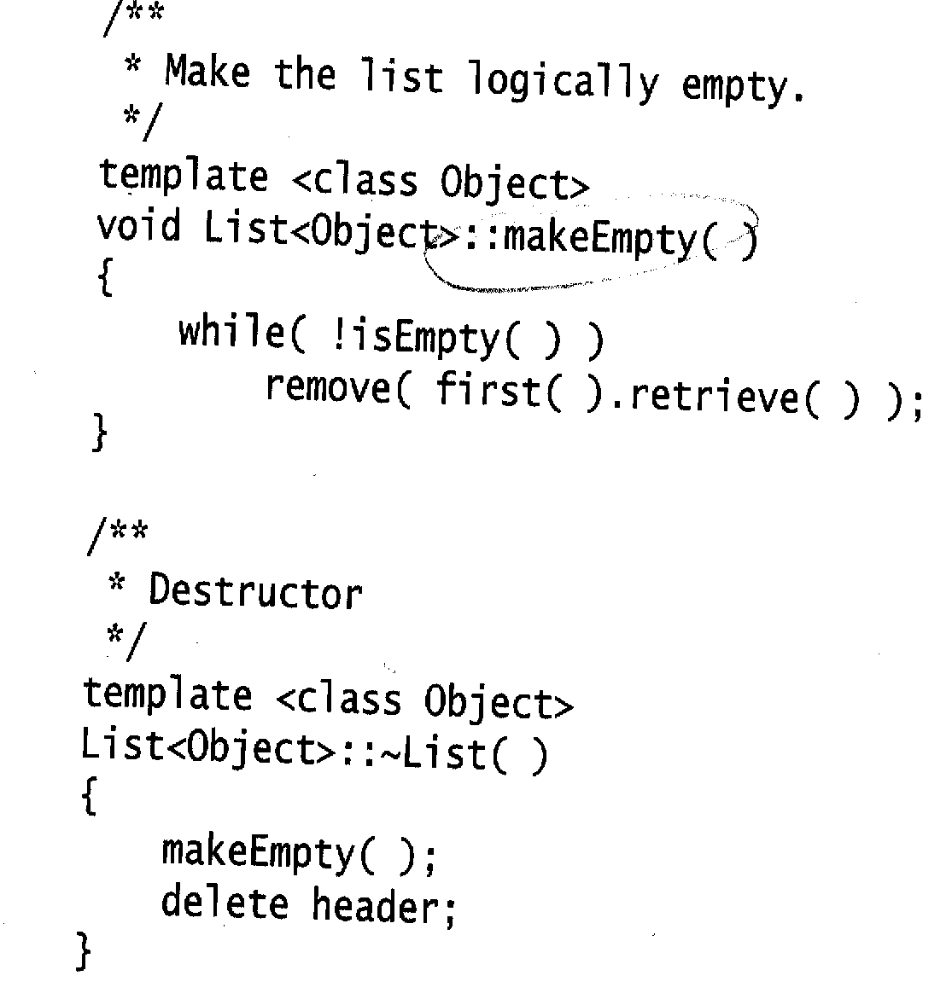 /**
 * Make the list logically empty.
 */
template <class Object>
void List<Object>::makeEmpty( )
{
    while( !isEmpty( ) )
        remove( first( ).retrieve( ) );
}
/**
 * Destructor
 */
template <class Object>
List<Object>::~List( )
{
    makeEmpty( );
    delete header;
}